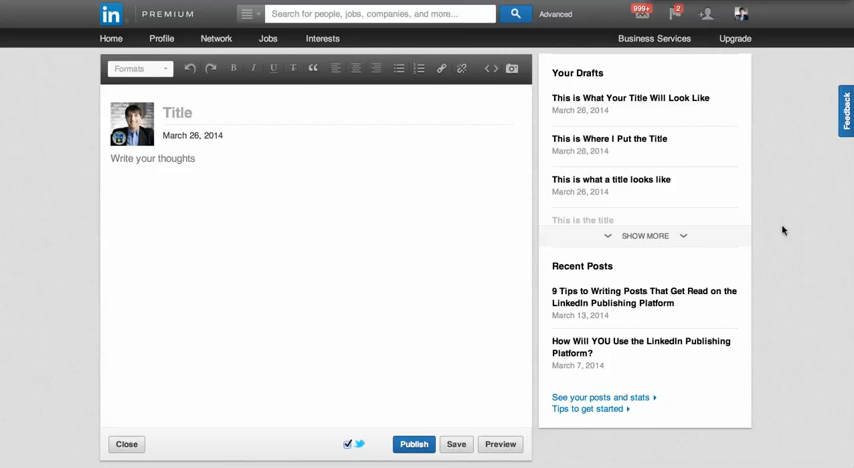 in PREMIUM Search for people, jobs, companies, and more... Advanced 999+ 2
Home Profile Network Jobs Interests Business Services Upgrade
Formats B I U T
Title
March 26, 2014
Write your thoughts
Close Publish Save Preview
Your Drafts
This is What Your Title Will Look Like
March 26, 2014
This is Where I Put the Title
March 26, 2014
This is what a title looks like
March 26, 2014
This is the title
SHOW MORE
Recent Posts
9 Tips to Writing Posts That Get Read on the
LinkedIn Publishing Platform
March 13, 2014
How Will YOU Use the LinkedIn Publishing
Platform?
March 7, 2014
See your posts and stats
Tips to get started
Feedback